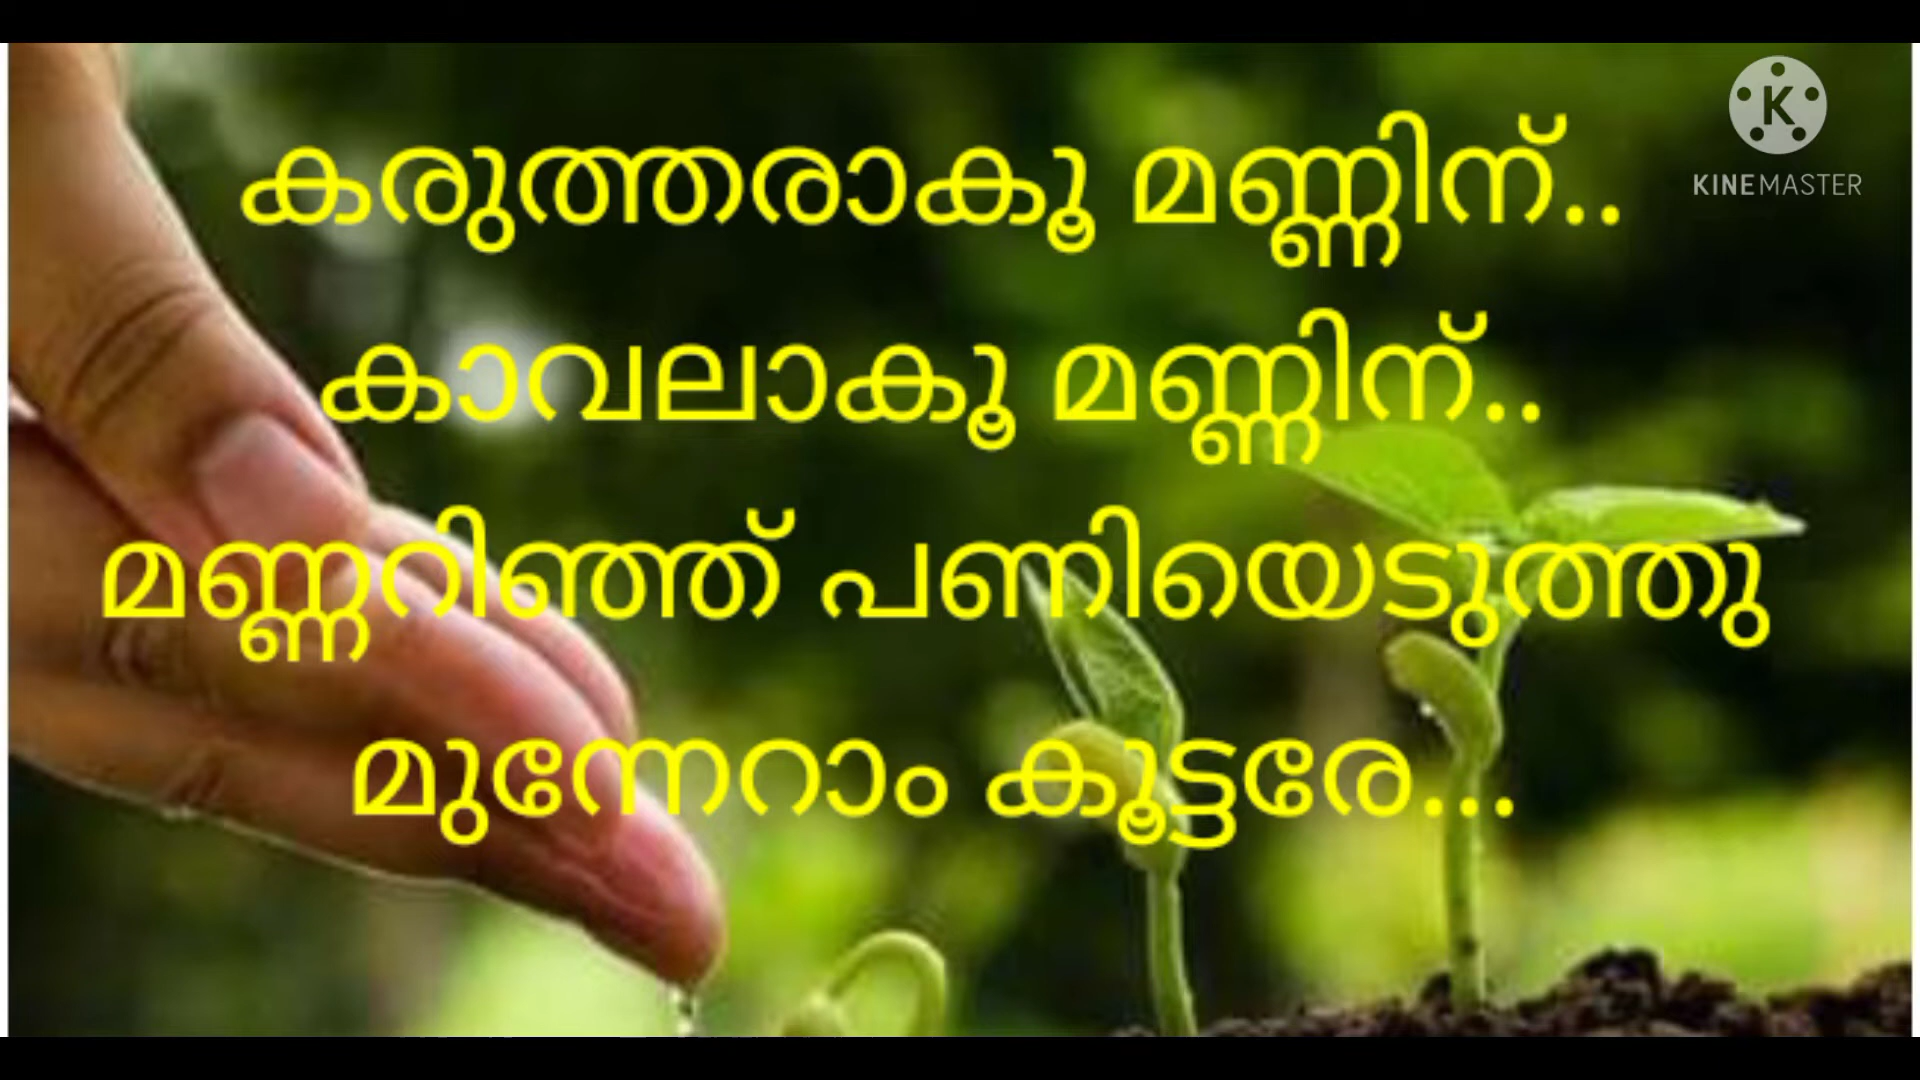 കരുത്തരാകൂ മണ്ണിന്..
കാവലാകൂ മണ്ണിന്..
മണ്ണറിഞ്ഞ് പണിയെടുത്തു
മുന്നേറാം കൂട്ടരേ...
K
KINEMASTER